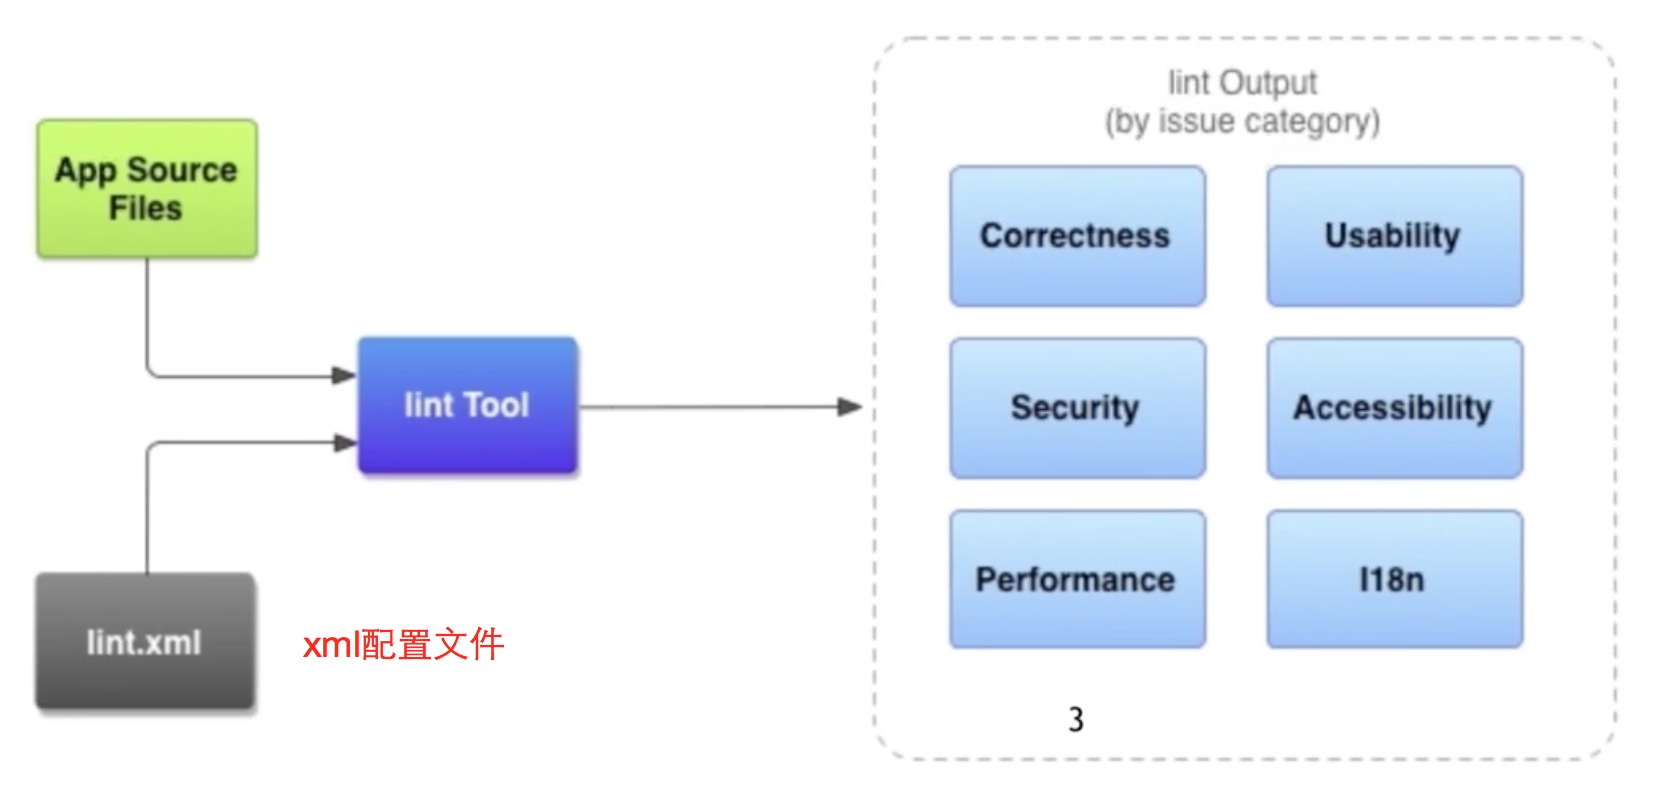 App Source
Files
lint Tool
lint.xml
xml配置文件
lint Output
(by issue category)
Correctness
Usability
Security
Accessibility
Performance
I18n
3